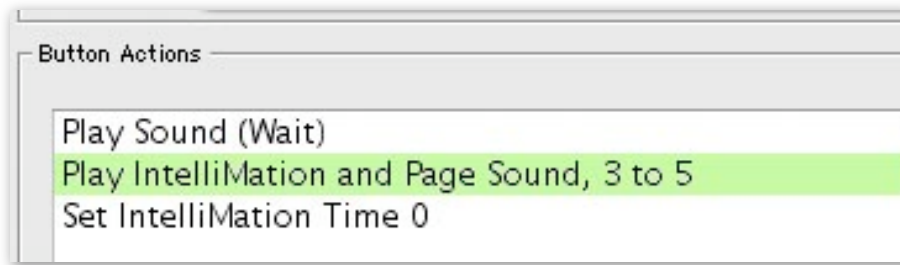 Button Actions
Play Sound (Wait)
Play IntelliMation and Page Sound, 3 to 5
Set IntelliMation Time 0